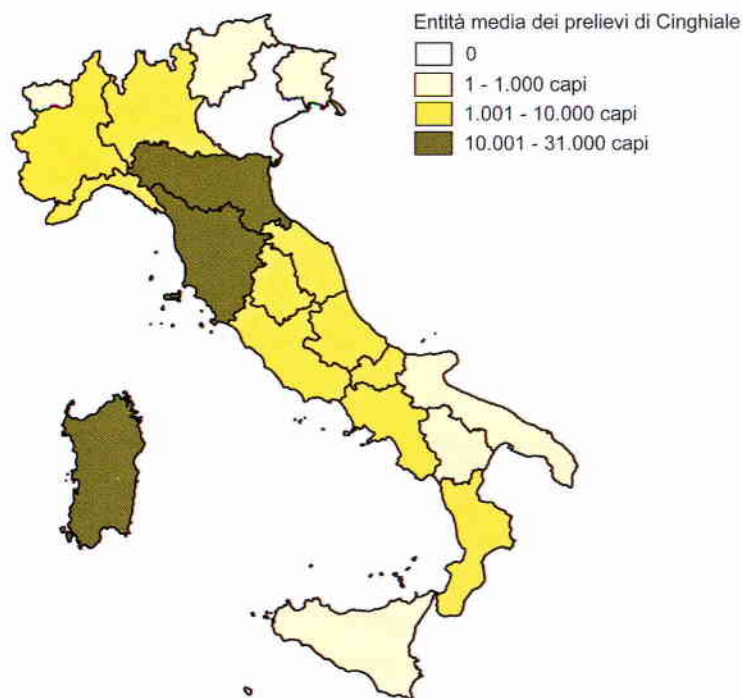 Entità media dei prelievi di Cinghiale
0
1 - 1.000 capi
1.001 - 10.000 capi
10.001 - 31.000 capi